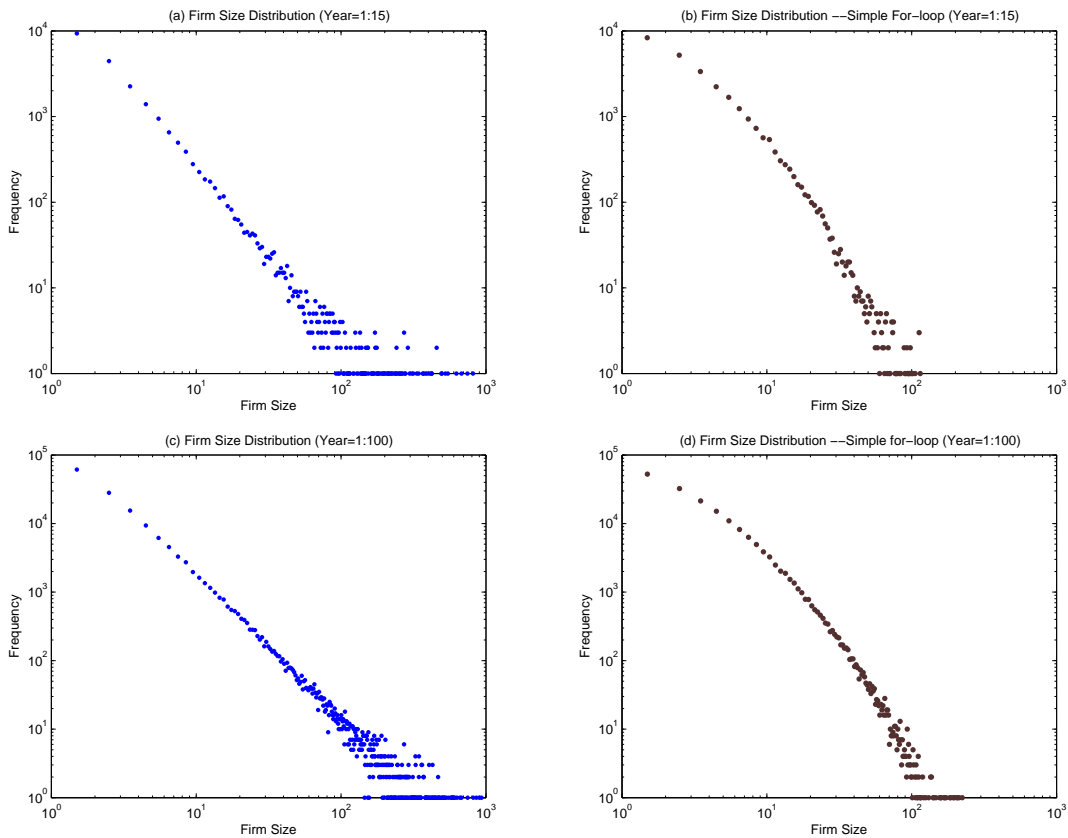 (a) Firm Size Distribution (Year=1:15)
10^4
10^3
10^2
10^1
10^0
Frequency
10^0 10^1 10^2 10^3
Firm Size
(b) Firm Size Distribution −−Simple For−loop (Year=1:15)
10^4
10^3
10^2
10^1
10^0
Frequency
10^0 10^1 10^2 10^3
Firm Size
(c) Firm Size Distribution (Year=1:100)
10^5
10^4
10^3
10^2
10^1
10^0
Frequency
10^0 10^1 10^2 10^3
Firm Size
(d) Firm Size Distribution −−Simple for−loop (Year=1:100)
10^5
10^4
10^3
10^2
10^1
10^0
Frequency
10^0 10^1 10^2 10^3
Firm Size